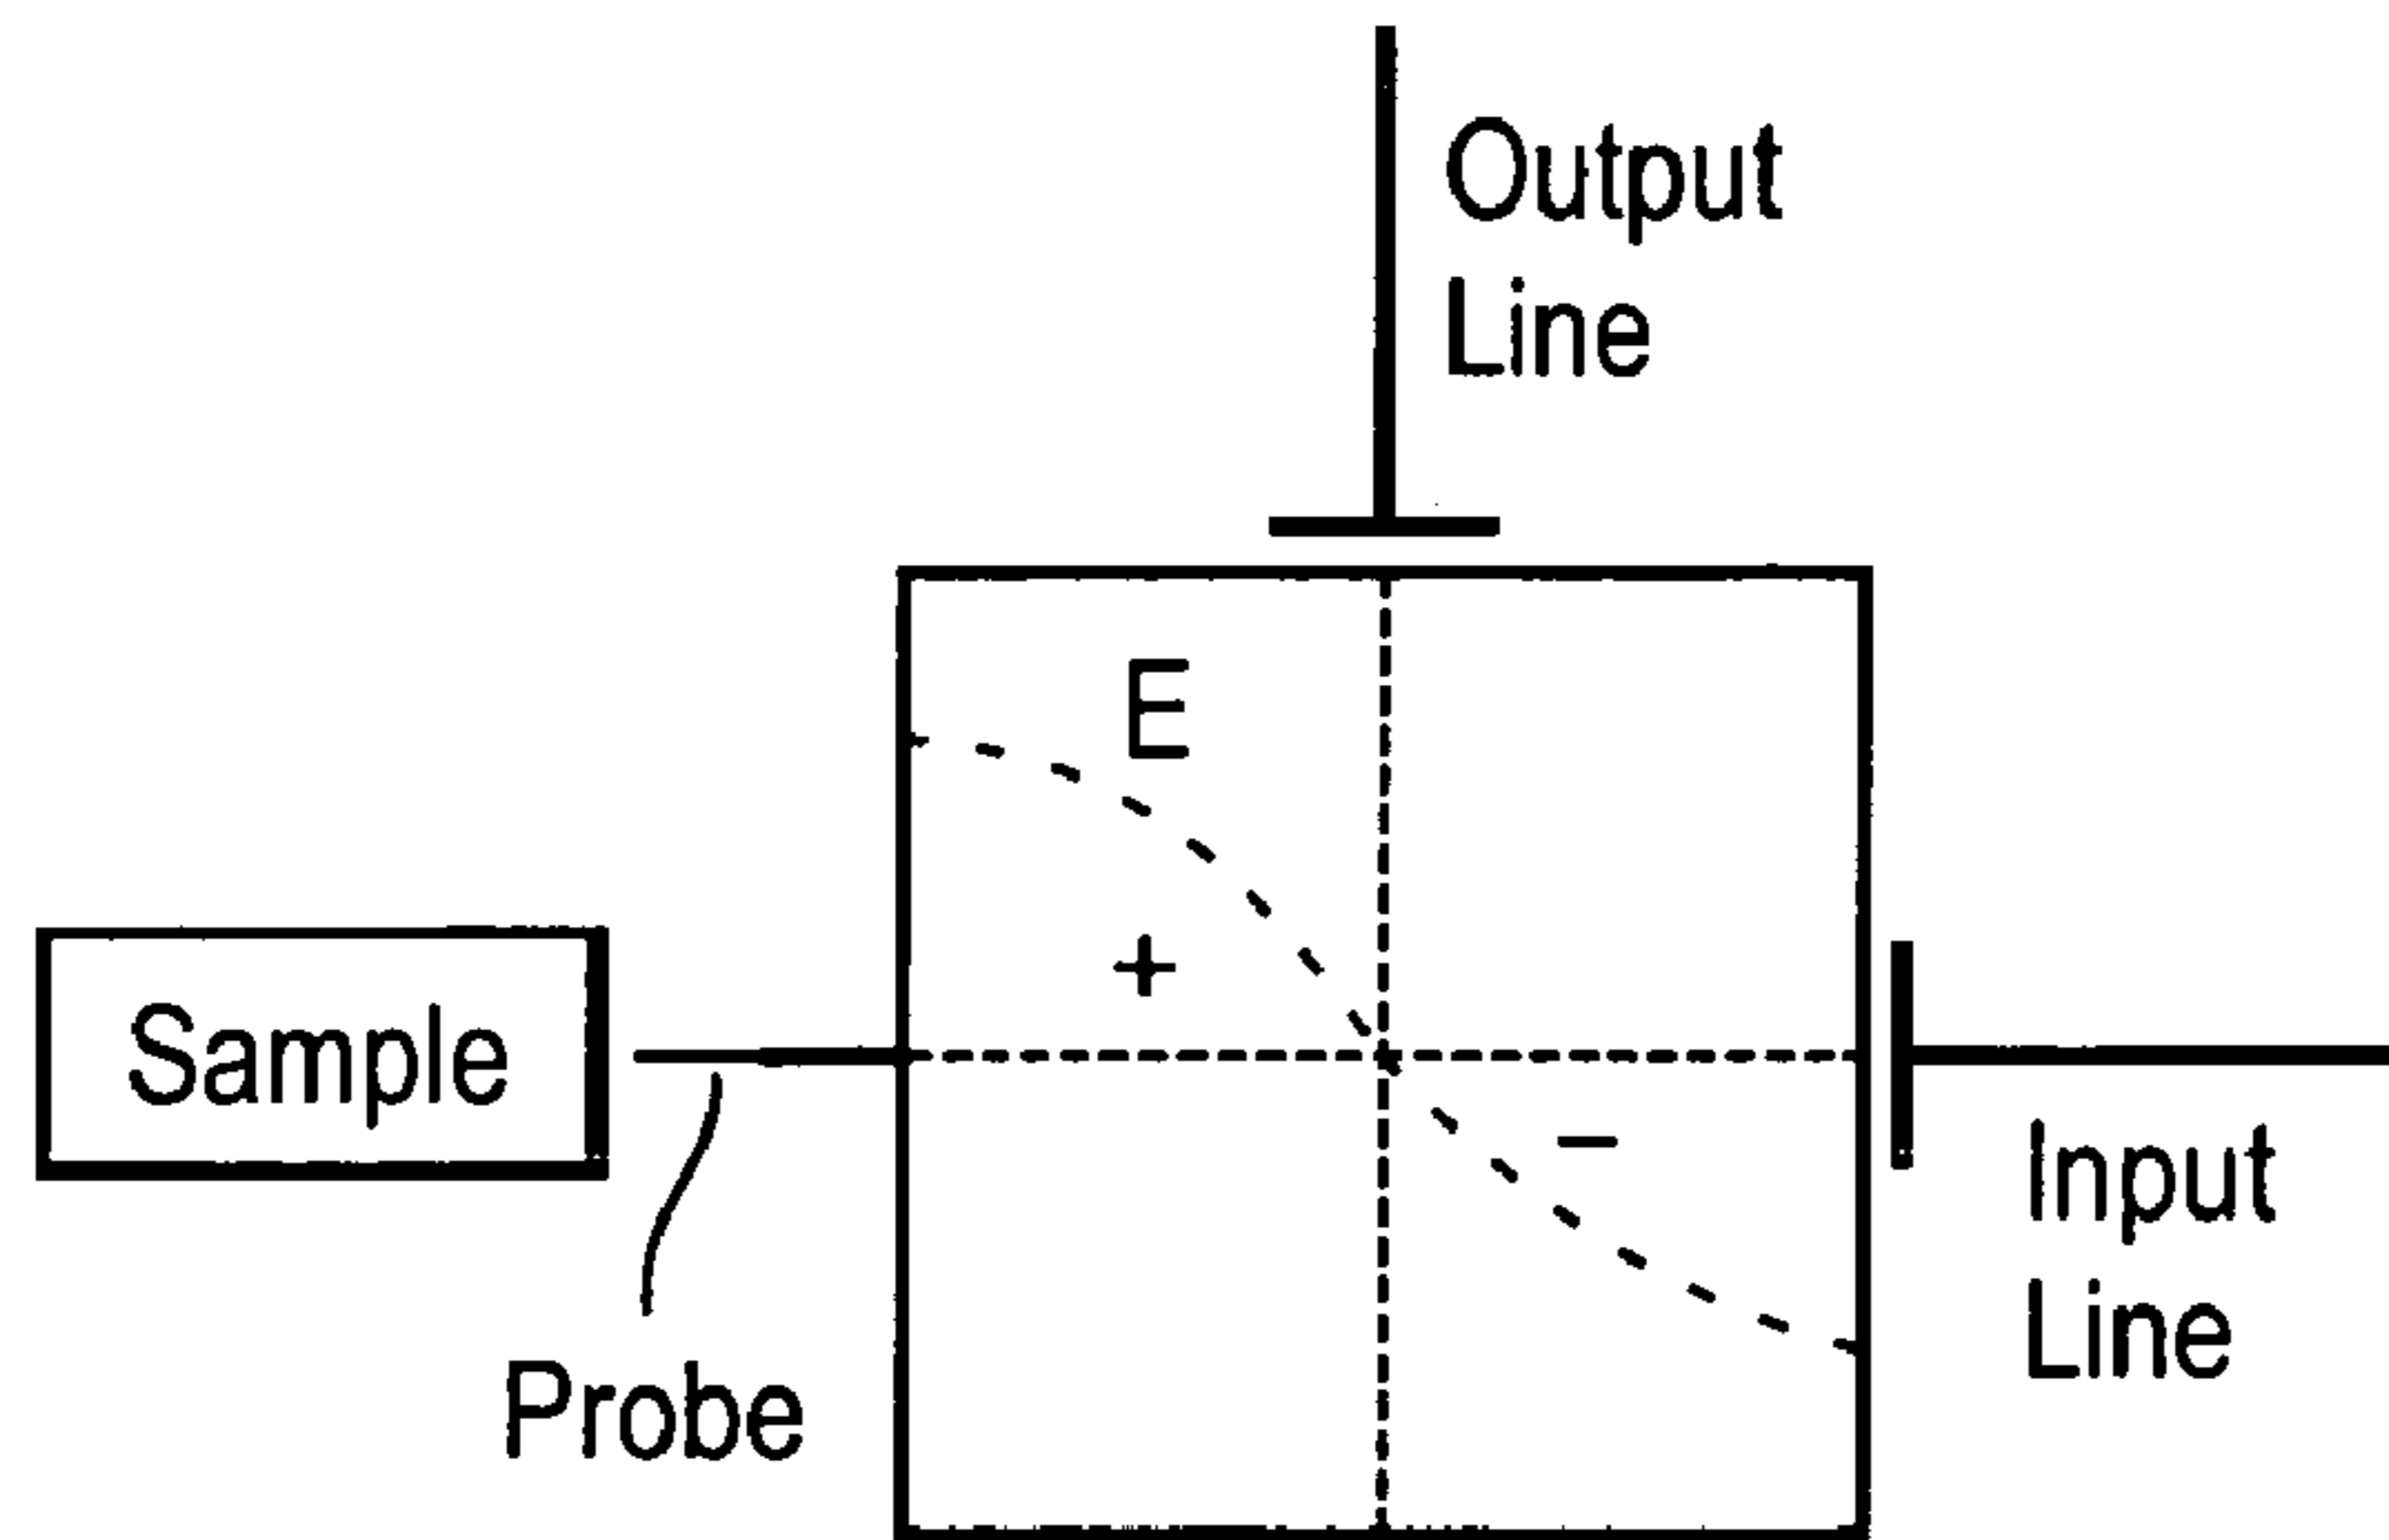 Output
Line
E
+
Sample
−
Input
Line
Probe